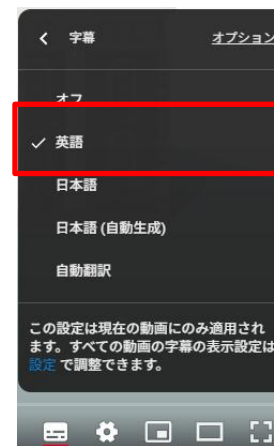 字幕
オプション
オフ
英語
日本語
日本語 (自動生成)
自動翻訳
この設定は現在の動画にのみ適用され
ます。すべての動画の字幕の表示設定は
設定 で調整できます。